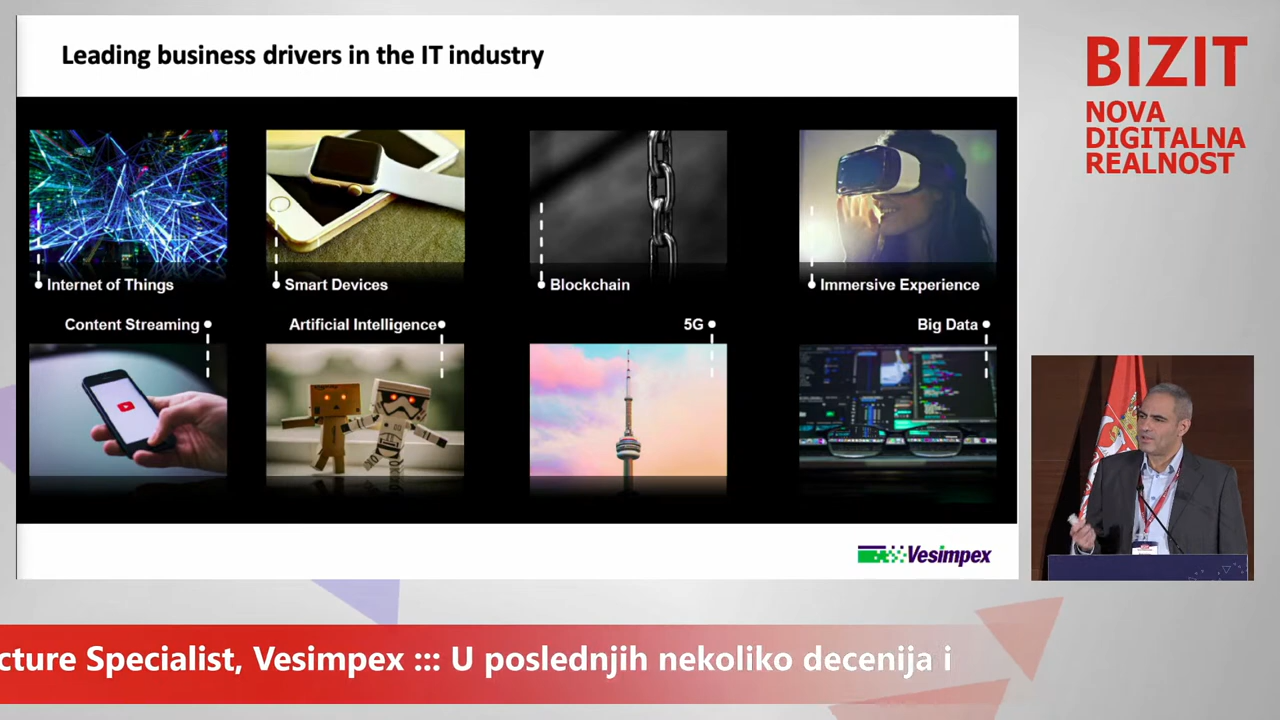 Leading business drivers in the IT industry
BIZIT
NOVA
DIGITALNA
REALNOST
Internet of Things
Smart Devices
Blockchain
Immersive Experience
Content Streaming
Artificial Intelligence
5G
Big Data
Vesimpex
cture Specialist, Vesimpex ::: U poslednjih nekoliko decenija i